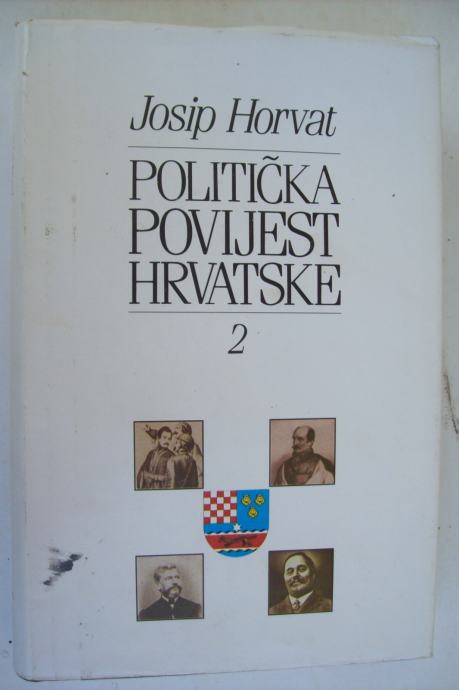 Josip Horvat
POLITIČKA
POVIJEST
HRVATSKE
2